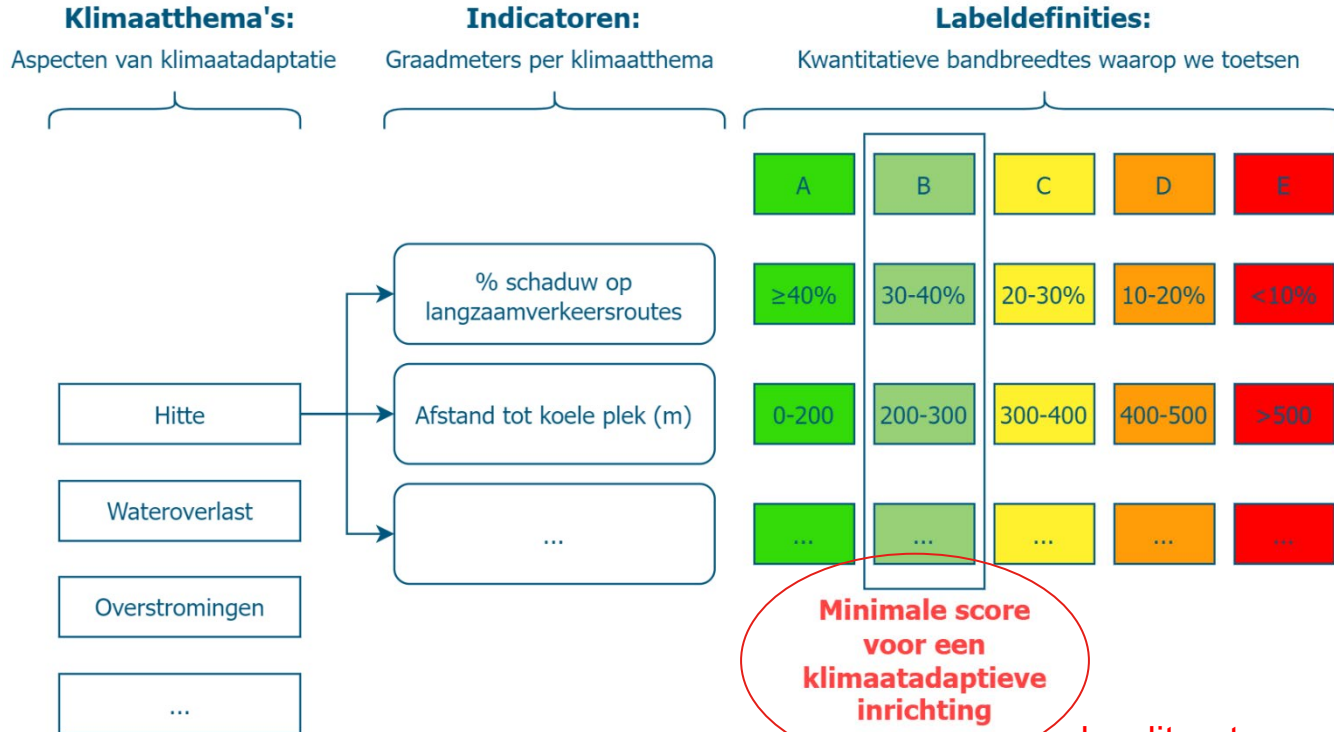 Klimaatthema's:
Aspecten van klimaatadaptatie
Indicatoren:
Graadmeters per klimaatthema
Labeldefinities:
Kwantitatieve bandbreedtes waarop we toetsen
A B C D E
% schaduw op
langzaamverkeersroutes
≥40% 30-40% 20-30% 10-20% <10%
Hitte
Afstand tot koele plek (m)
0-200 200-300 300-400 400-500 >500
Wateroverlast
...
... ... ... ... ...
Overstromingen
...
Minimale score
voor een
klimaatadaptieve
inrichting